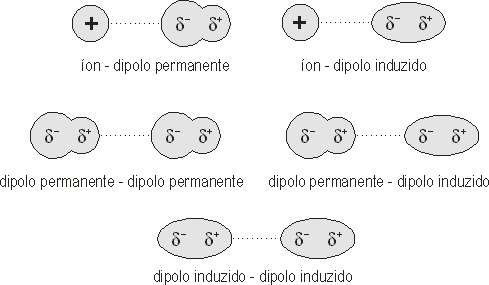 + δ⁻ δ⁺ + δ⁻ δ⁺
íon - dipolo permanente íon - dipolo induzido
δ⁻ δ⁺ δ⁻ δ⁺ δ⁻ δ⁺ δ⁻ δ⁺
dipolo permanente - dipolo permanente dipolo permanente - dipolo induzido
δ⁻ δ⁺ δ⁻ δ⁺
dipolo induzido - dipolo induzido